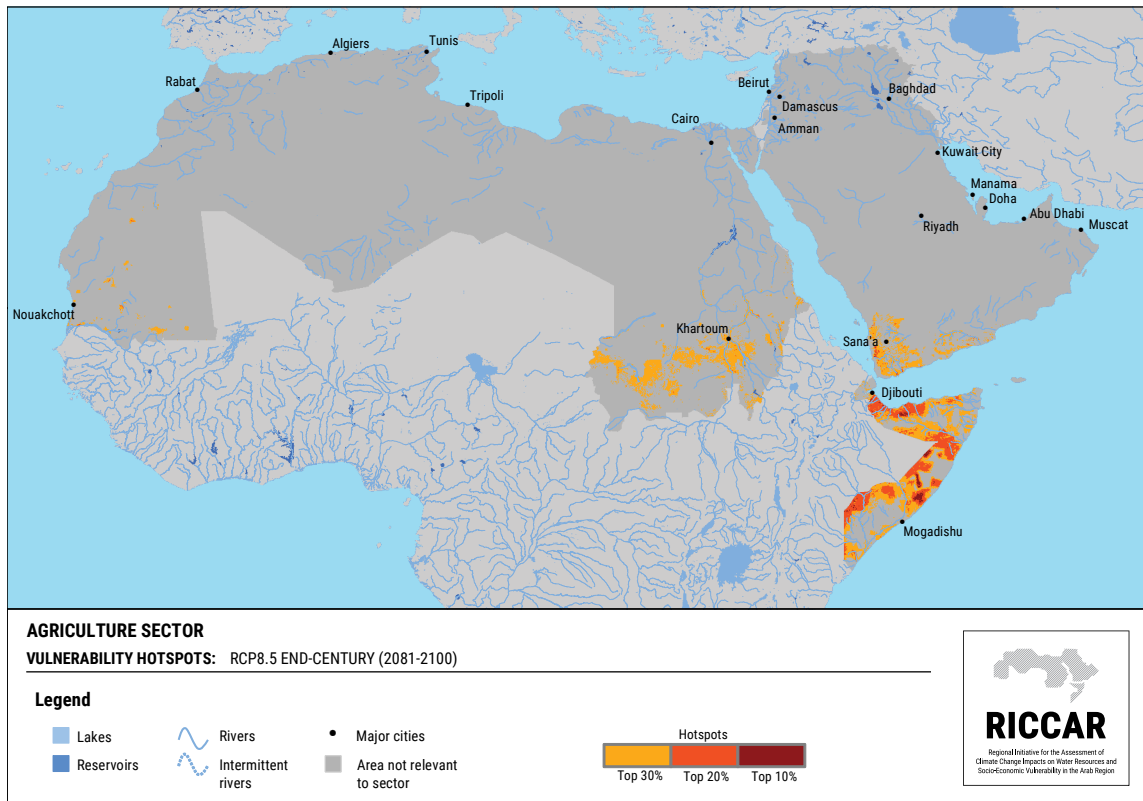 Algiers
Tunis
Rabat
Tripoli
Beirut
Baghdad
Damascus
Cairo
Amman
Kuwait City
Manama
Doha
Abu Dhabi
Riyadh
Muscat
Nouakchott
Khartoum
Sana'a
Djibouti
Mogadishu
AGRICULTURE SECTOR
VULNERABILITY HOTSPOTS: RCP8.5 END-CENTURY (2081-2100)
Legend
Lakes
Rivers
Major cities
Reservoirs
Intermittent
rivers
Area not relevant
to sector
Hotspots
Top 30% Top 20% Top 10%
RICCAR
Regional Initiative for the Assessment of
Climate Change Impacts on Water Resources and
Socio-Economic Vulnerability in the Arab Region